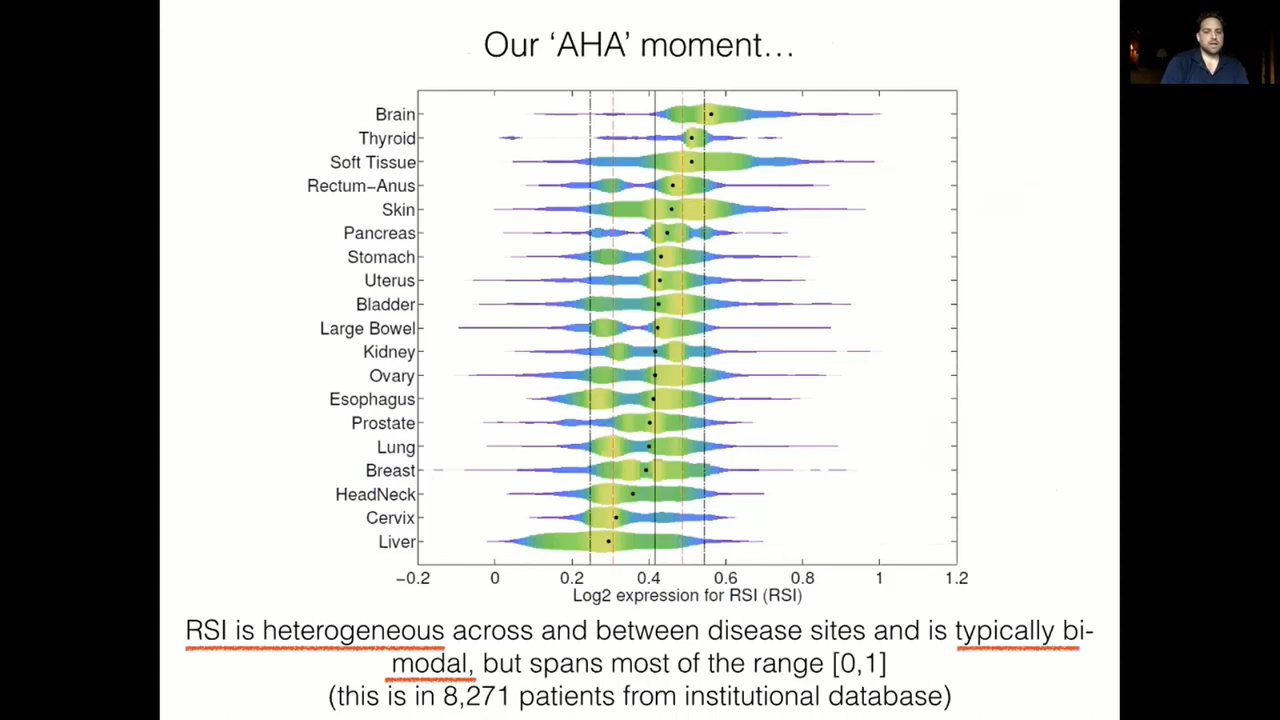 Our ‘AHA’ moment…
Brain
Thyroid
Soft Tissue
Rectum−Anus
Skin
Pancreas
Stomach
Uterus
Bladder
Large Bowel
Kidney
Ovary
Esophagus
Prostate
Lung
Breast
HeadNeck
Cervix
Liver
−0.2 0 0.2 0.4 0.6 0.8 1 1.2
Log2 expression for RSI (RSI)
RSI is heterogeneous across and between disease sites and is typically bi-
modal, but spans most of the range [0,1]
(this is in 8,271 patients from institutional database)